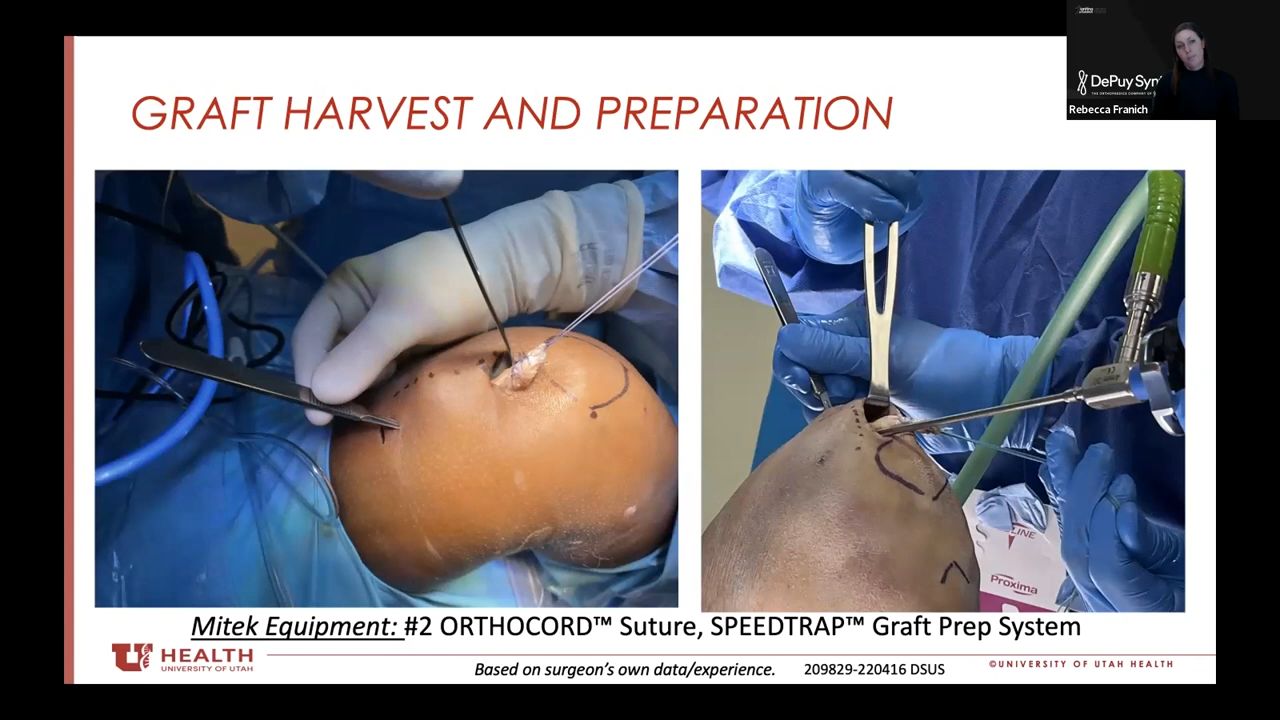 GRAFT HARVEST AND PREPARATION
DePuy Syn
Rebecca Franich
LINE
Proxima
Mitek Equipment: #2 ORTHOCORD™ Suture, SPEEDTRAP™ Graft Prep System
U HEALTH
UNIVERSITY OF UTAH
Based on surgeon's own data/experience.
209829-220416 DSUS
©UNIVERSITY OF UTAH HEALTH